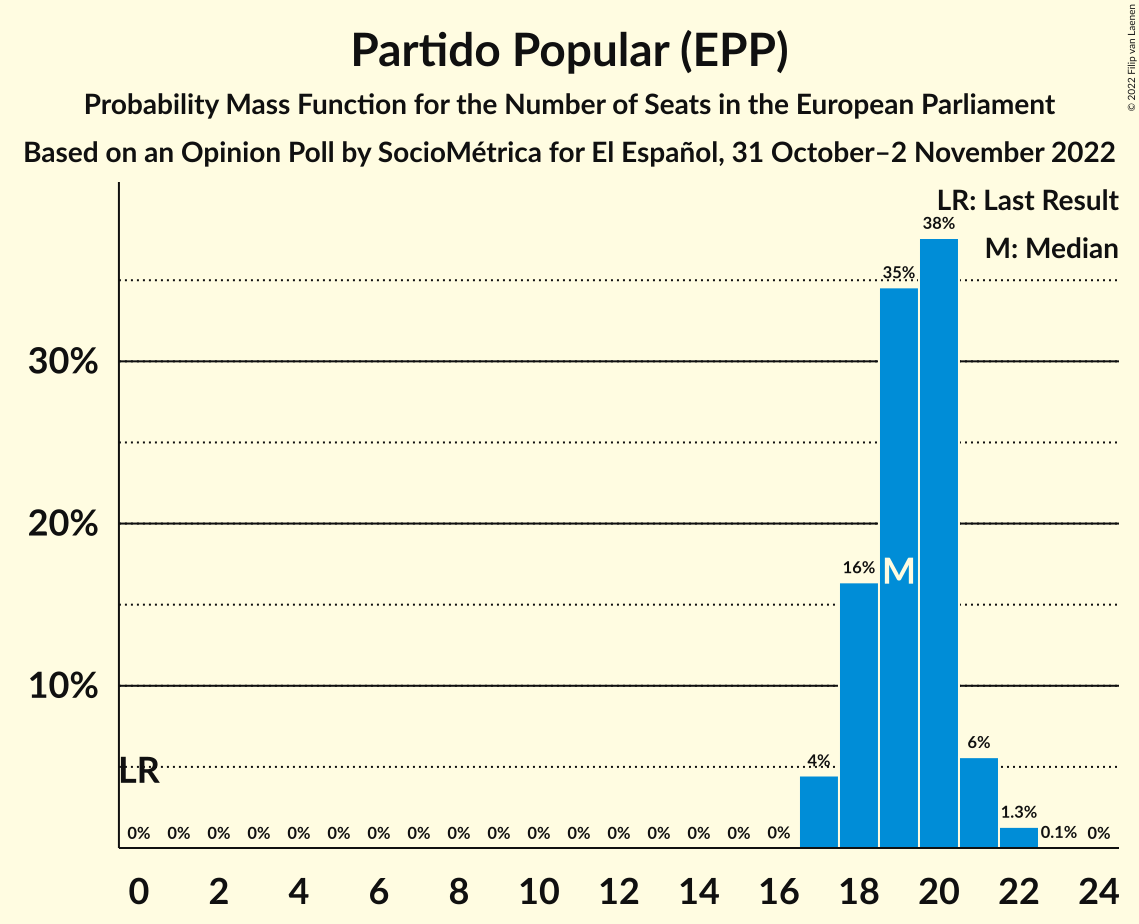 Partido Popular (EPP)
Probability Mass Function for the Number of Seats in the European Parliament
Based on an Opinion Poll by SocioMétrica for El Español, 31 October–2 November 2022
© 2022 Filip van Laenen
LR: Last Result
M: Median
38%
35%
30%
20%
16%
M
10%
6%
4%
LR
1.3%
0% 0% 0% 0% 0% 0% 0% 0% 0% 0% 0% 0% 0% 0% 0% 0% 0% 0.1% 0%
0 2 4 6 8 10 12 14 16 18 20 22 24